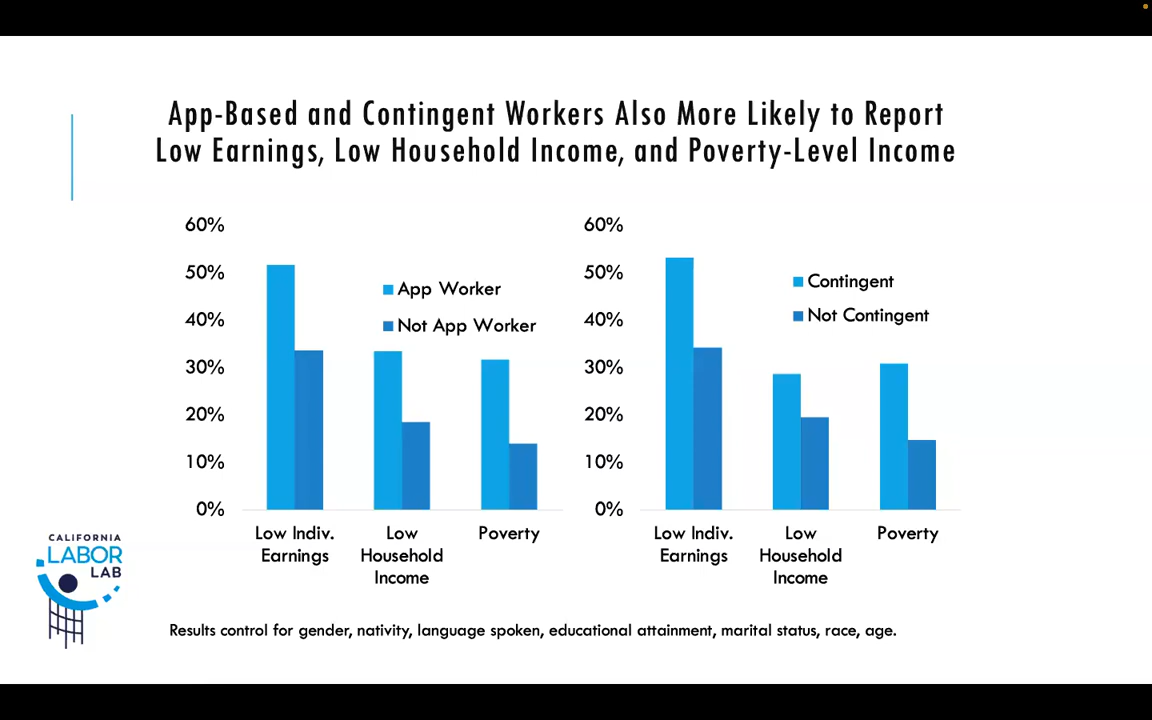 App-Based and Contingent Workers Also More Likely to Report
Low Earnings, Low Household Income, and Poverty-Level Income
60%
50%
40%
30%
20%
10%
0%
App Worker
Not App Worker
Low Indiv.
Earnings
Low
Household
Income
Poverty
60%
50%
40%
30%
20%
10%
0%
Contingent
Not Contingent
Low Indiv.
Earnings
Low
Household
Income
Poverty
CALIFORNIA
LABOR
LAB
Results control for gender, nativity, language spoken, educational attainment, marital status, race, age.